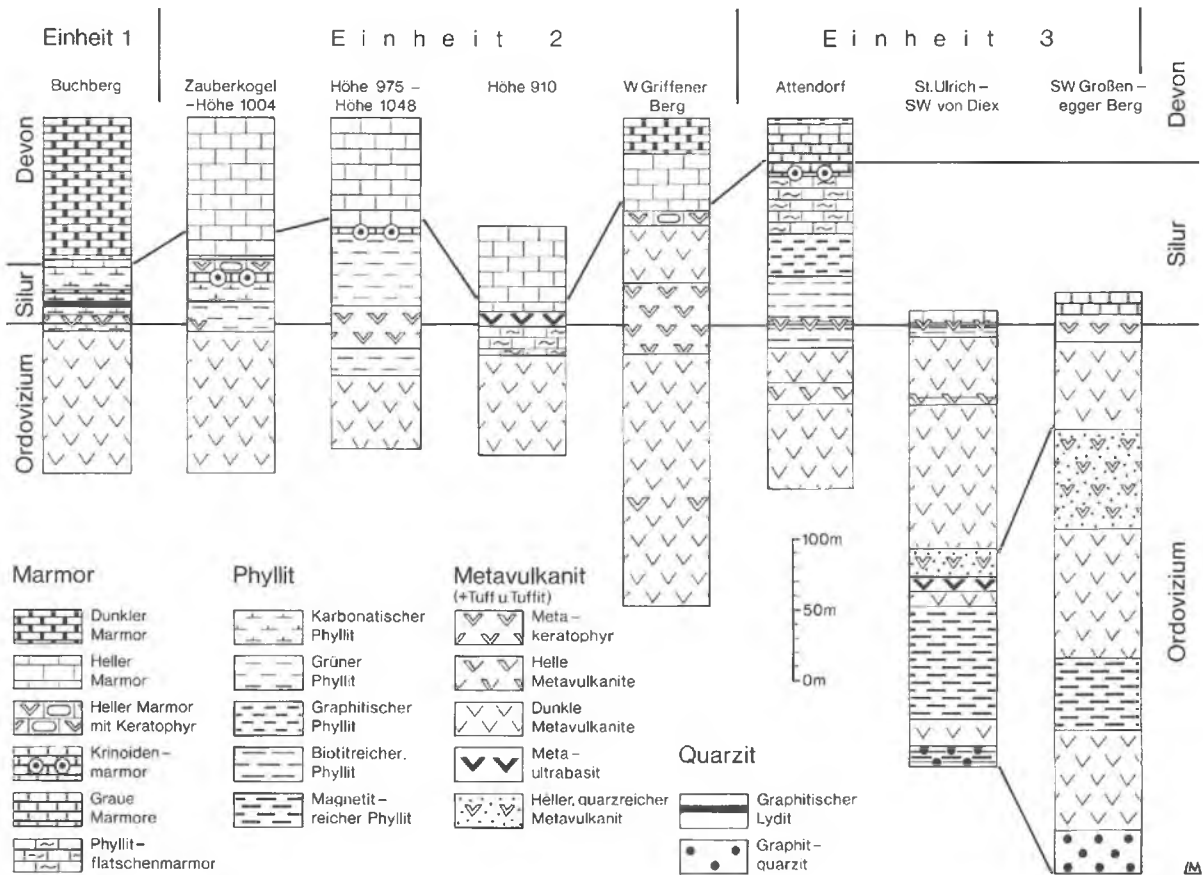 Einheit 1
Einheit 2
Einheit 3
Buchberg
Zauberkogel
-Höhe 1004
Höhe 975 -
Höhe 1048
Höhe 910
W Griffener
Berg
Attendorf
St. Ulrich -
SW von Diex
SW Großen-
egger Berg
Devon
Silur
Ordovizium
Devon
Silur
Ordovizium
100m
50m
0m
Marmor
Dunkler
Marmor
Heller
Marmor
Heller Marmor
mit Keratophyr
Krinoiden-
marmor
Graue
Marmore
Phyllit-
flatschenmarmor
Phyllit
Karbonatischer
Phyllit
Grüner
Phyllit
Graphitischer
Phyllit
Biotitreicher.
Phyllit
Magnetit-
reicher Phyllit
Metavulkanit
(+Tuff u. Tuffit)
Meta-
keratophyr
Helle
Metavulkanite
Dunkle
Metavulkanite
Meta-
ultrabasit
Heller, quarzreicher
Metavulkanit
Quarzit
Graphitischer
Lydit
Graphit-
quarzit